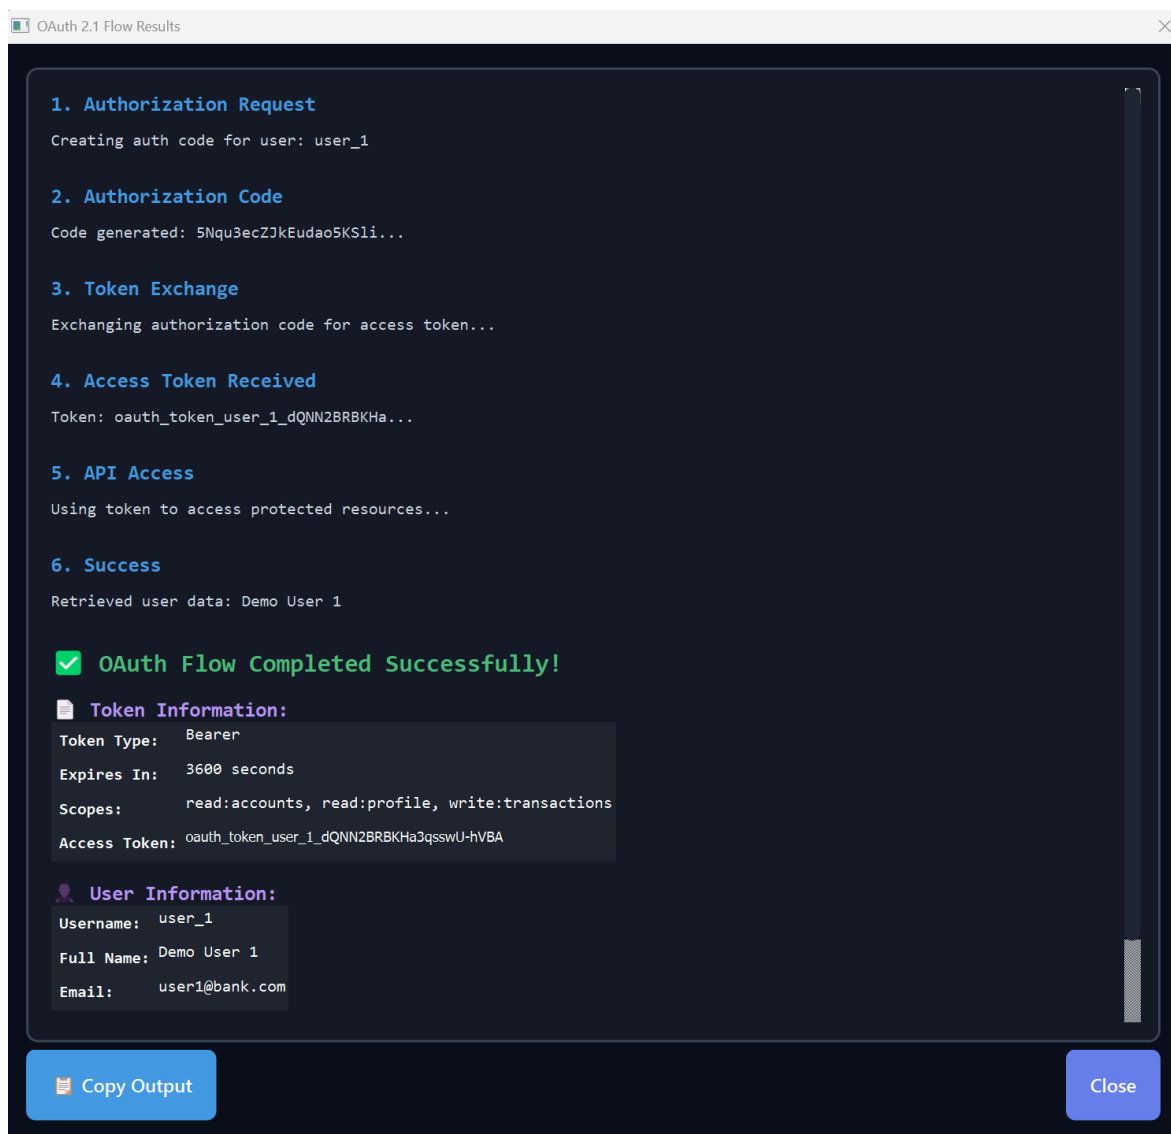 OAuth 2.1 Flow Results
1. Authorization Request
Creating auth code for user: user_1
2. Authorization Code
Code generated: 5Nqu3ecZJkEudao5KSli...
3. Token Exchange
Exchanging authorization code for access token...
4. Access Token Received
Token: oauth_token_user_1_dQNN2BRBKHa...
5. API Access
Using token to access protected resources...
6. Success
Retrieved user data: Demo User 1
✅ OAuth Flow Completed Successfully!
📄 Token Information:
Token Type: Bearer
Expires In: 3600 seconds
Scopes: read:accounts, read:profile, write:transactions
Access Token: oauth_token_user_1_dQNN2BRBKHa3qsswU-hVBA
👤 User Information:
Username: user_1
Full Name: Demo User 1
Email: user1@bank.com
📋 Copy Output
Close